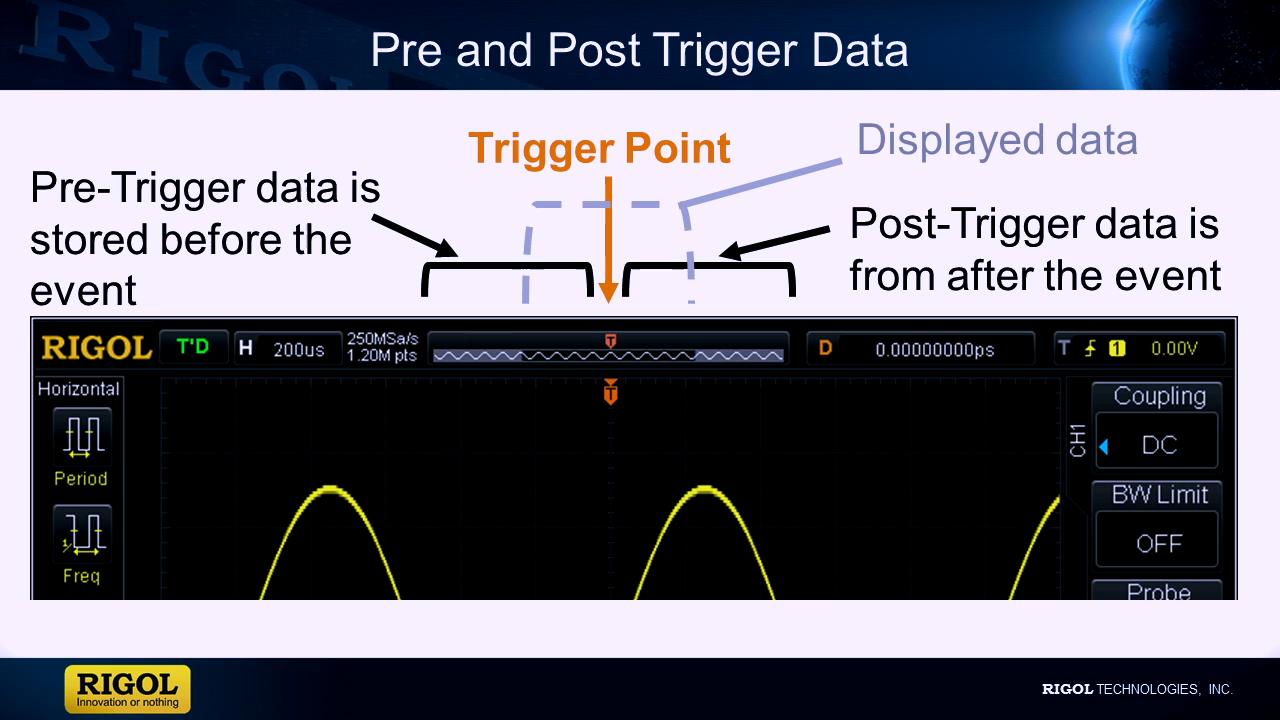 RIGOL
Pre and Post Trigger Data
Trigger Point
Displayed data
Pre-Trigger data is
stored before the
event
Post-Trigger data is
from after the event
RIGOL T'D H 200us 250MSa/s 1.20M pts T D 0.00000000ps T 1 0.00V
Horizontal
T
Period
1/
Freq
CH1
Coupling
DC
BW Limit
OFF
Probe
RIGOL
Innovation or nothing
RIGOL TECHNOLOGIES, INC.